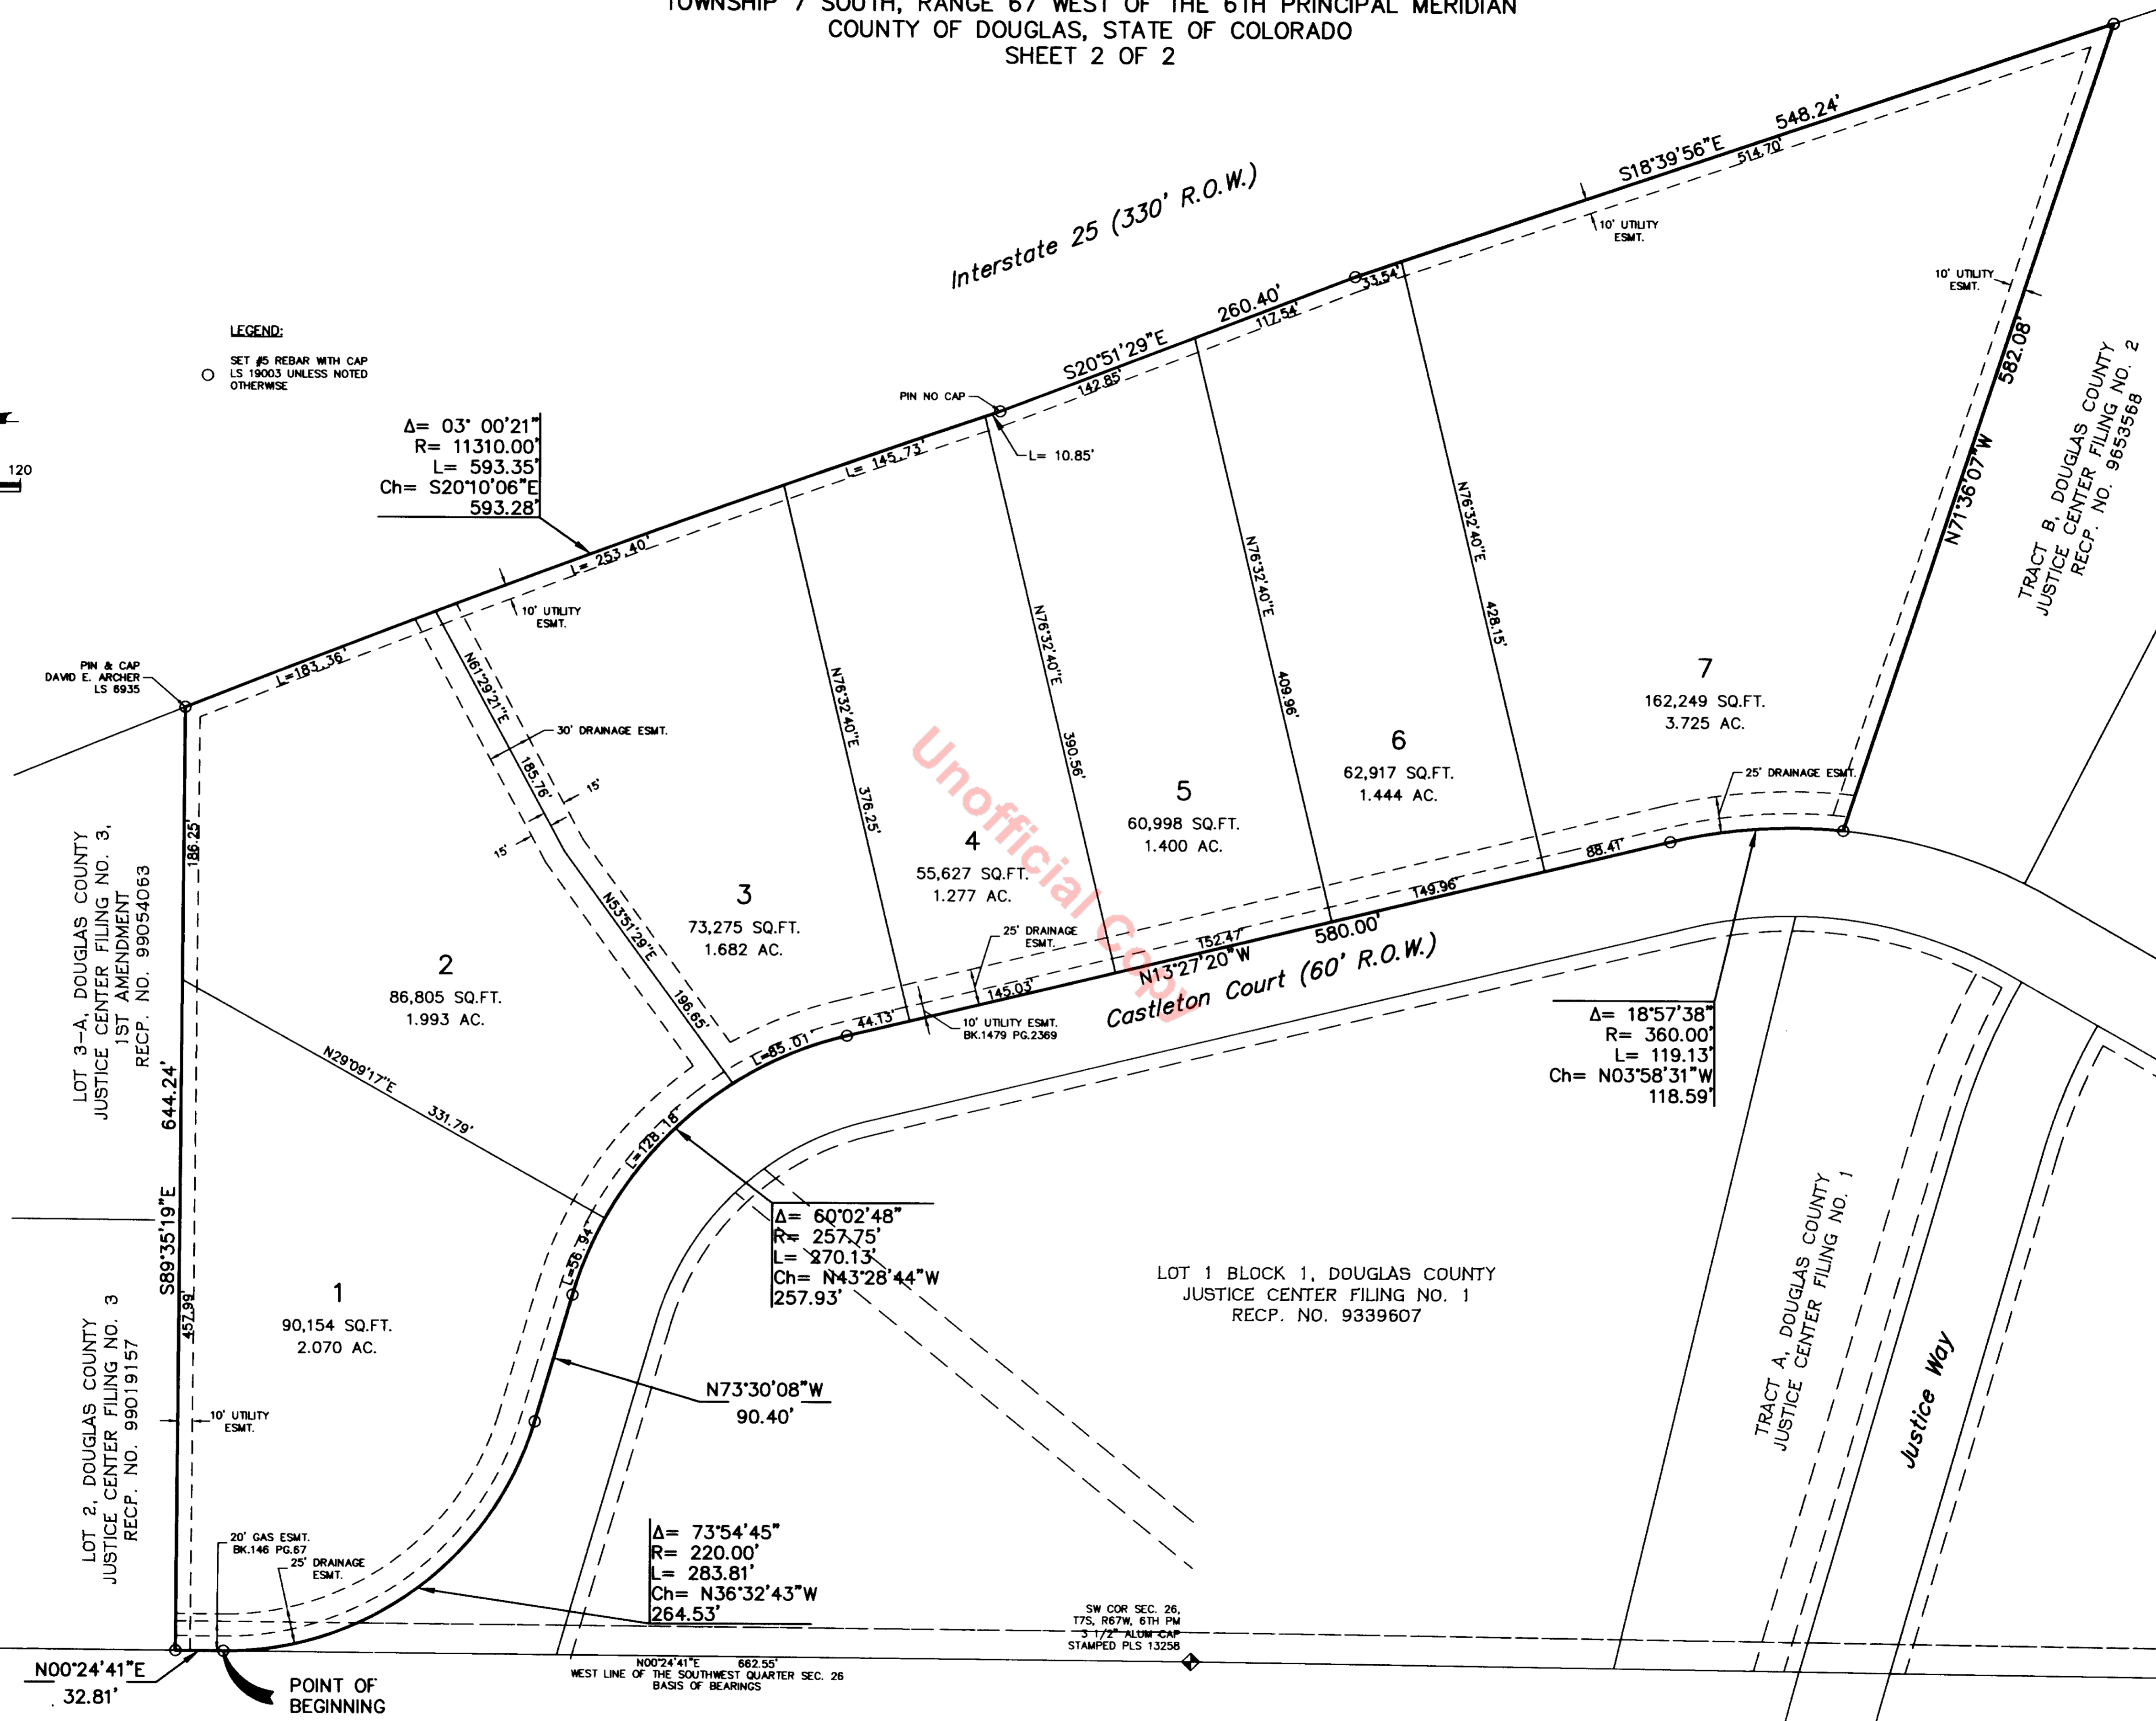 TOWNSHIP 7 SOUTH, RANGE 67 WEST OF THE 6TH PRINCIPAL MERIDIAN
COUNTY OF DOUGLAS, STATE OF COLORADO
SHEET 2 OF 2
548.24'
S18°39'56"E
514.70'
Interstate 25 (330' R.O.W.)
10' UTILITY
ESMT.
10' UTILITY
ESMT.
33.54'
260.40'
117.54'
S20°51'29"E
142.85'
582.08'
N71°36'07"W
TRACT B, DOUGLAS COUNTY
JUSTICE CENTER FILING NO. 2
RECP. NO. 9653568
LEGEND:
SET #5 REBAR WITH CAP
LS 19003 UNLESS NOTED
OTHERWISE
120
PIN NO CAP
L= 10.85'
Δ= 03° 00'21"
R= 11310.00'
L= 593.35'
Ch= S20°10'06"E
593.28'
L= 145.73'
L= 253.40'
10' UTILITY
ESMT.
L=183.36'
PIN & CAP
DAVID E. ARCHER
LS 6935
N61°29'21"E
185.76'
30' DRAINAGE ESMT.
15'
15'
N53°51'29"E
196.65'
N76°32'40"E
376.25'
N76°32'40"E
390.56'
N76°32'40"E
409.96'
N76°32'40"E
428.15'
7
162,249 SQ.FT.
3.725 AC.
6
62,917 SQ.FT.
1.444 AC.
5
60,998 SQ.FT.
1.400 AC.
4
55,627 SQ.FT.
1.277 AC.
3
73,275 SQ.FT.
1.682 AC.
2
86,805 SQ.FT.
1.993 AC.
Unofficial Copy
25' DRAINAGE ESMT.
25' DRAINAGE
ESMT.
88.41'
149.96'
580.00'
152.47'
N13°27'20"W
145.03'
44.13'
L=85.01'
10' UTILITY ESMT.
BK.1479 PG.2369
Castleton Court (60' R.O.W.)
186.25'
LOT 3-A, DOUGLAS COUNTY
JUSTICE CENTER FILING NO. 3,
1ST AMENDMENT
RECP. NO. 99054063
644.24'
S89°35'19"E
457.99'
N29°09'17"E
331.79'
L=128.18'
L=56.94'
Δ= 18°57'38"
R= 360.00'
L= 119.13'
Ch= N03°58'31"W
118.59'
Δ= 60°02'48"
R= 257.75'
L= 270.13'
Ch= N43°28'44"W
257.93'
LOT 1 BLOCK 1, DOUGLAS COUNTY
JUSTICE CENTER FILING NO. 1
RECP. NO. 9339607
TRACT A, DOUGLAS COUNTY
JUSTICE CENTER FILING NO. 1
Justice Way
1
90,154 SQ.FT.
2.070 AC.
LOT 2, DOUGLAS COUNTY
JUSTICE CENTER FILING NO. 3
RECP. NO. 99019157
10' UTILITY
ESMT.
N73°30'08"W
90.40'
20' GAS ESMT.
BK.146 PG.67
25' DRAINAGE
ESMT.
Δ= 73°54'45"
R= 220.00'
L= 283.81'
Ch= N36°32'43"W
264.53'
SW COR SEC. 26,
T7S, R67W, 6TH PM
3 1/2" ALUM CAP
STAMPED PLS 13258
N00°24'41"E
32.81'
POINT OF
BEGINNING
N00°24'41"E 662.55'
WEST LINE OF THE SOUTHWEST QUARTER SEC. 26
BASIS OF BEARINGS